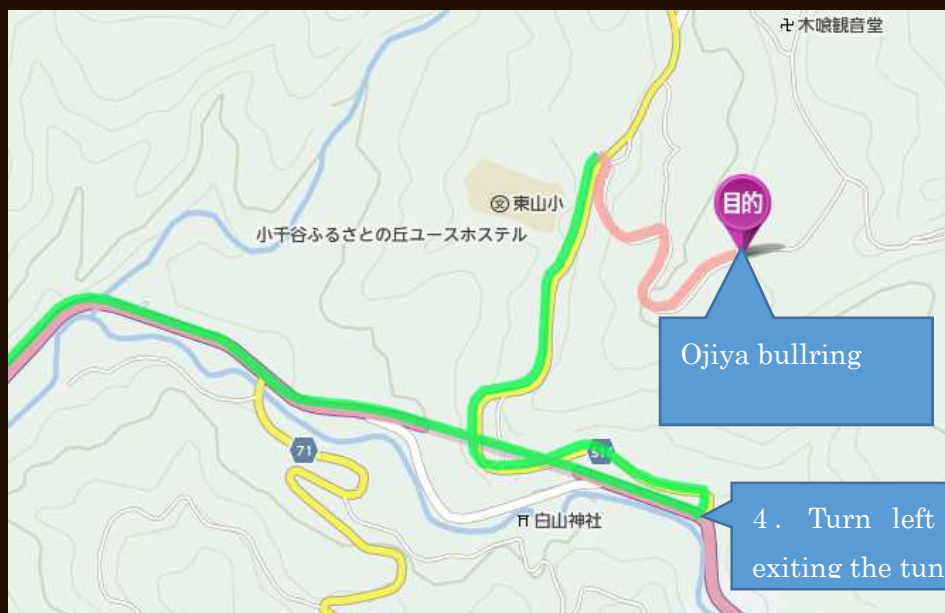 卍木喰観音堂
文東山小
目的
小千谷ふるさとの丘ユースホステル
Ojiya bullring
71
⛩白山神社
4. Turn left
exiting the